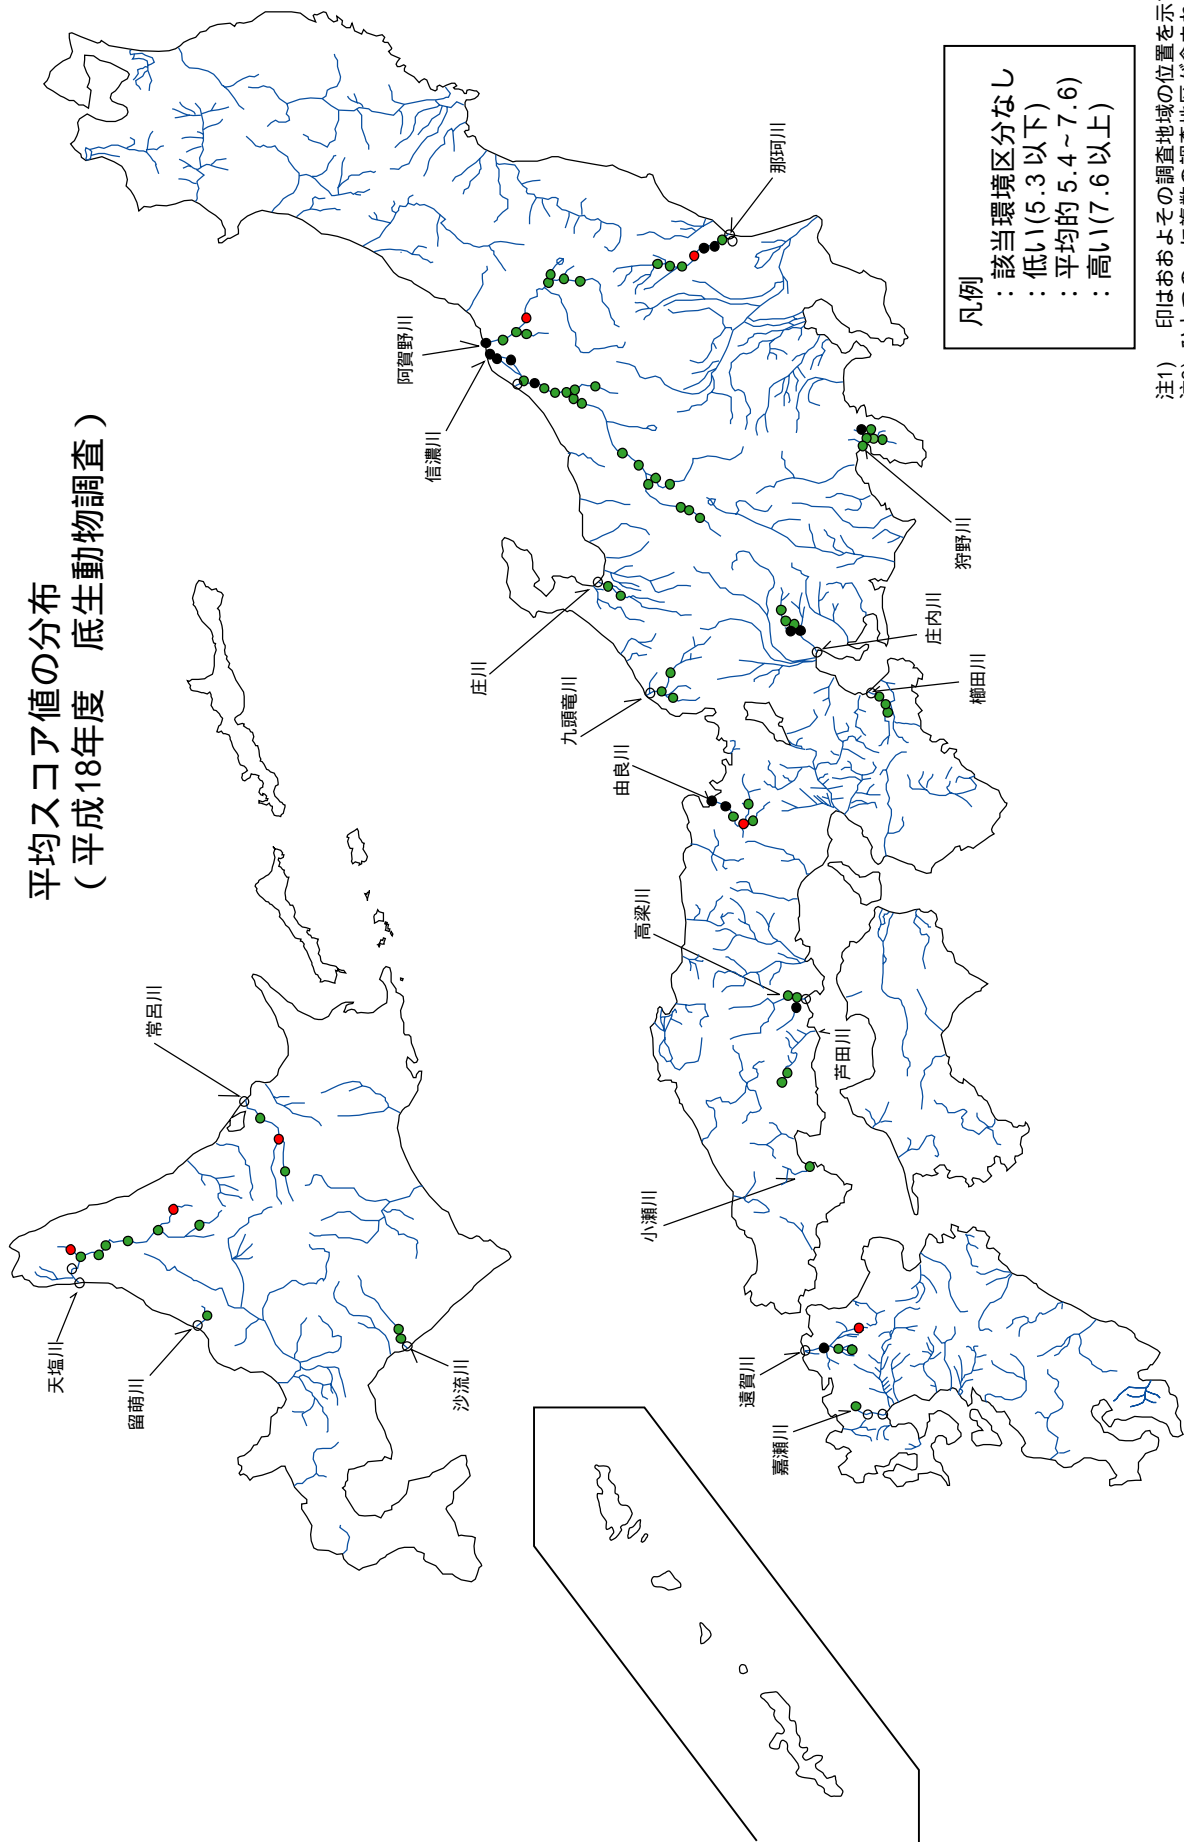 平均スコア値の分布
(平成18年度　底生動物調査)
常呂川
天塩川
留萌川
沙流川
阿賀野川
信濃川
那珂川
庄川
九頭竜川
由良川
狩野川
庄内川
櫛田川
高梁川
芦田川
小瀬川
遠賀川
嘉瀬川
凡例
：該当環境区分なし
：低い(5.3以下)
：平均的5.4～7.6)
：高い(7.6以上)
注1)　印はおおよその調査地域の位置を示